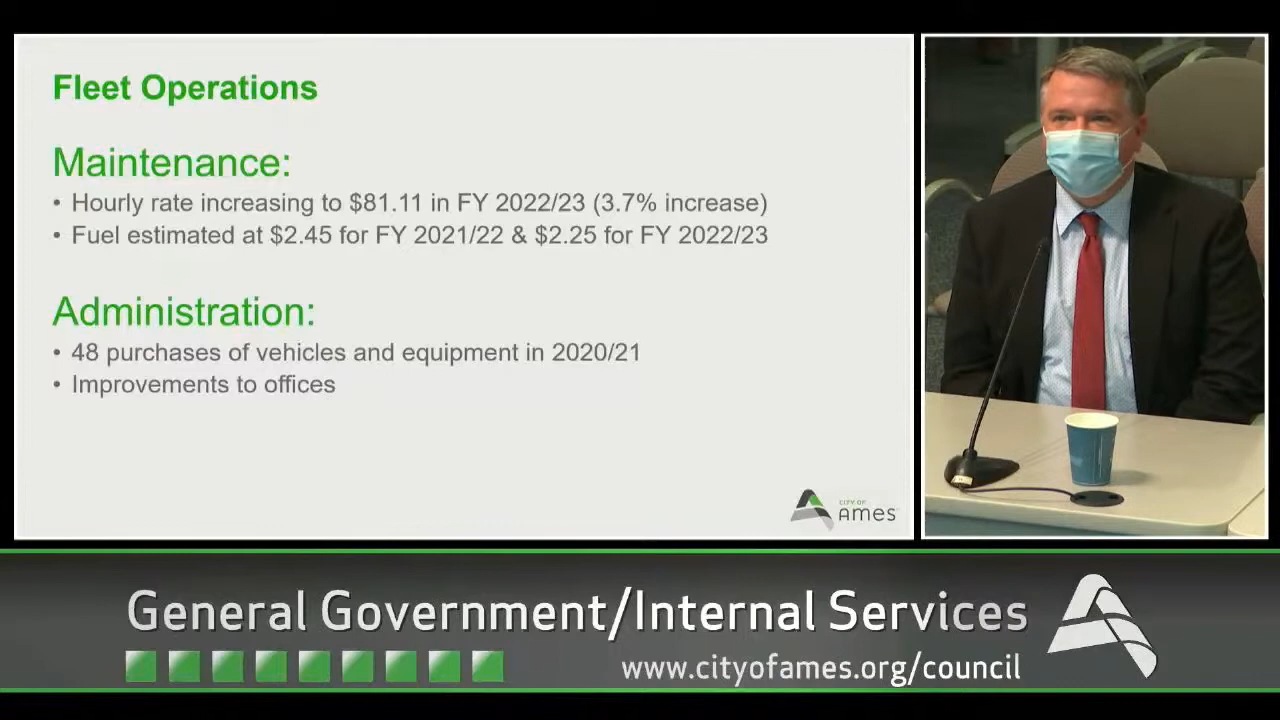 Fleet Operations
Maintenance:
• Hourly rate increasing to $81.11 in FY 2022/23 (3.7% increase)
• Fuel estimated at $2.45 for FY 2021/22 & $2.25 for FY 2022/23
Administration:
• 48 purchases of vehicles and equipment in 2020/21
• Improvements to offices
CITY OF
AMES
General Government/Internal Services
www.cityofames.org/council